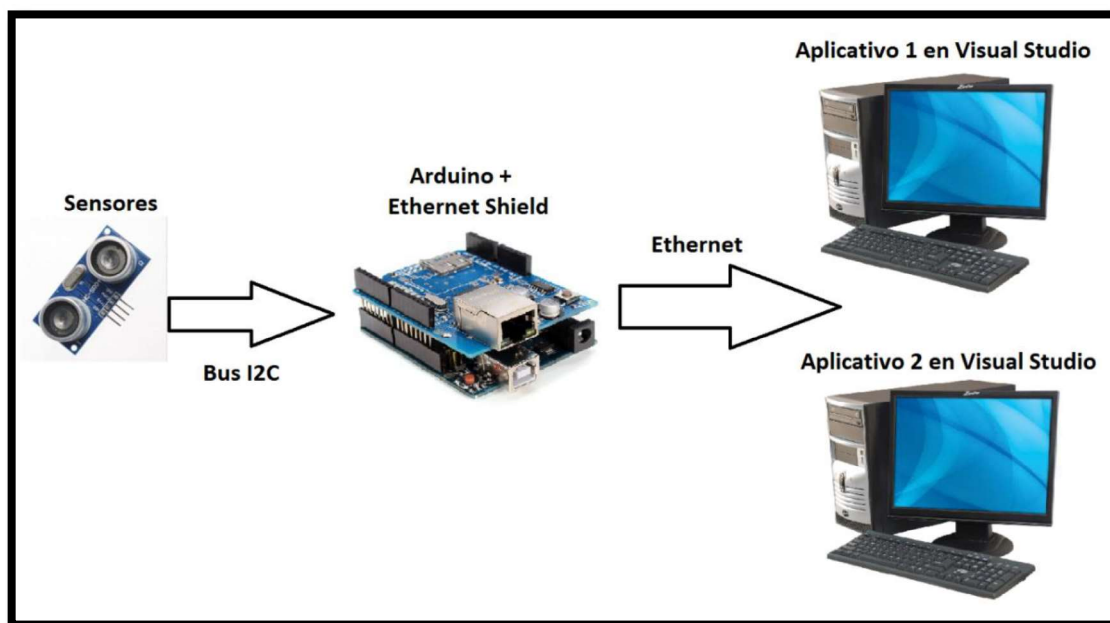 Aplicativo 1 en Visual Studio
Sensores
Arduino +
Ethernet Shield
Ethernet
Bus I2C
Aplicativo 2 en Visual Studio